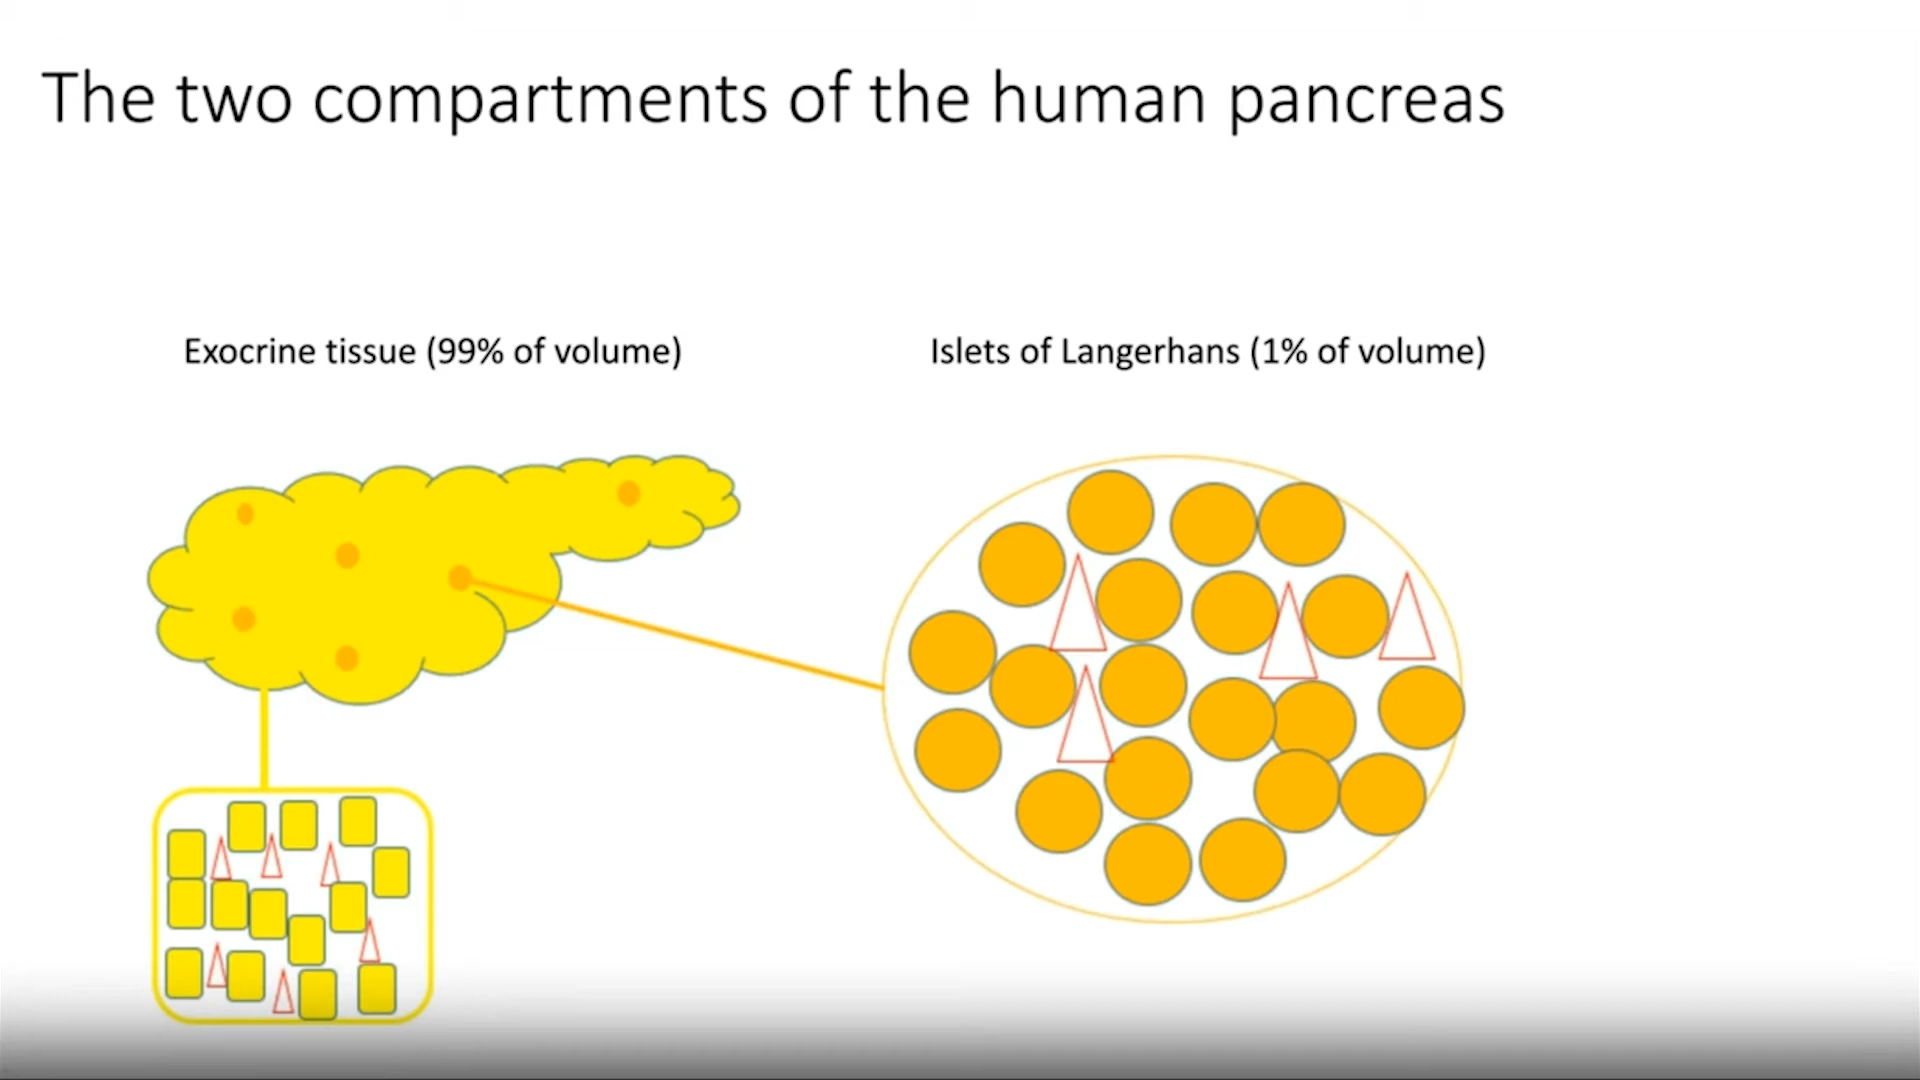 The two compartments of the human pancreas
Exocrine tissue (99% of volume)
Islets of Langerhans (1% of volume)